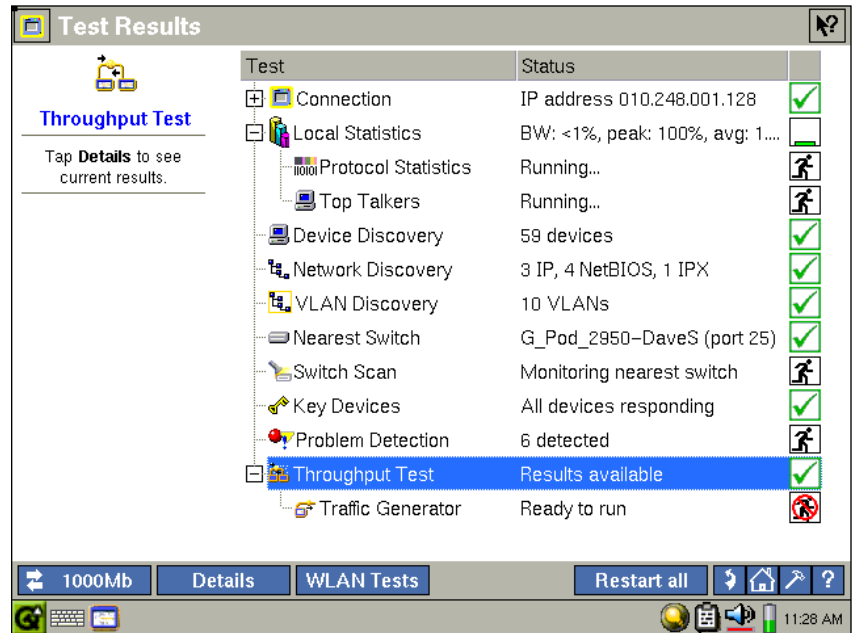 Test Results
Throughput Test
Tap Details to see
current results.
Test Status
Connection IP address 010.248.001.128
Local Statistics BW: <1%, peak: 100%, avg: 1....
Protocol Statistics Running...
Top Talkers Running...
Device Discovery 59 devices
Network Discovery 3 IP, 4 NetBIOS, 1 IPX
VLAN Discovery 10 VLANs
Nearest Switch G_Pod_2950-DaveS (port 25)
Switch Scan Monitoring nearest switch
Key Devices All devices responding
Problem Detection 6 detected
Throughput Test Results available
Traffic Generator Ready to run
1000Mb Details WLAN Tests Restart all ?
11:28 AM